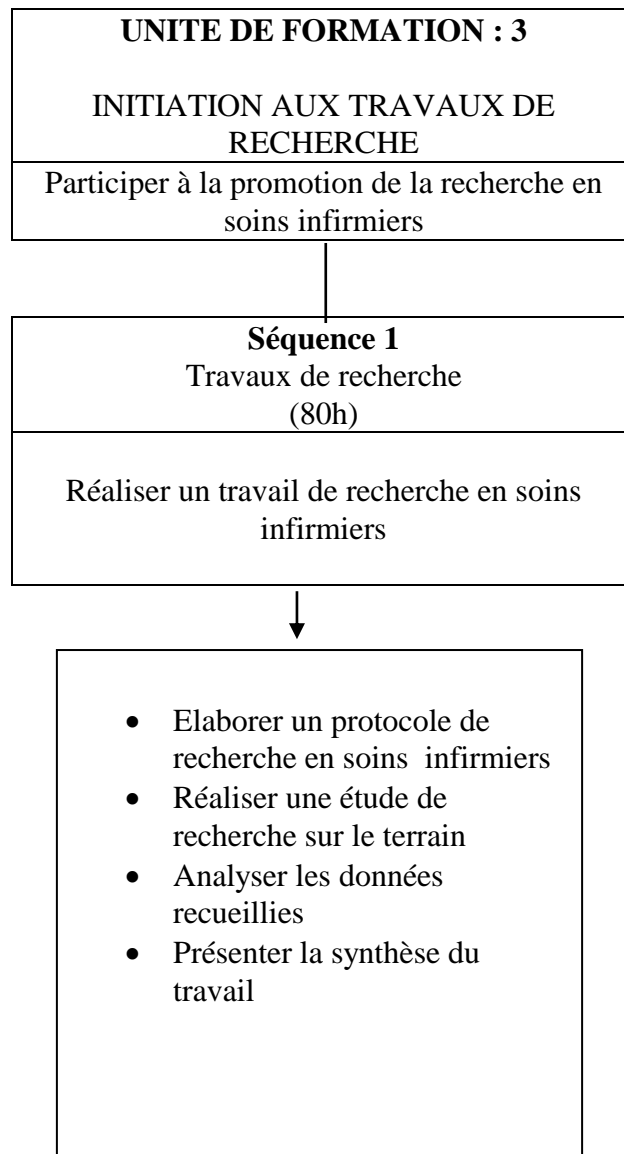 UNITE DE FORMATION : 3
INITIATION AUX TRAVAUX DE
RECHERCHE
Participer à la promotion de la recherche en
soins infirmiers
Séquence 1
Travaux de recherche
(80h)
Réaliser un travail de recherche en soins
infirmiers
• Elaborer un protocole de
recherche en soins infirmiers
• Réaliser une étude de
recherche sur le terrain
• Analyser les données
recueillies
• Présenter la synthèse du
travail